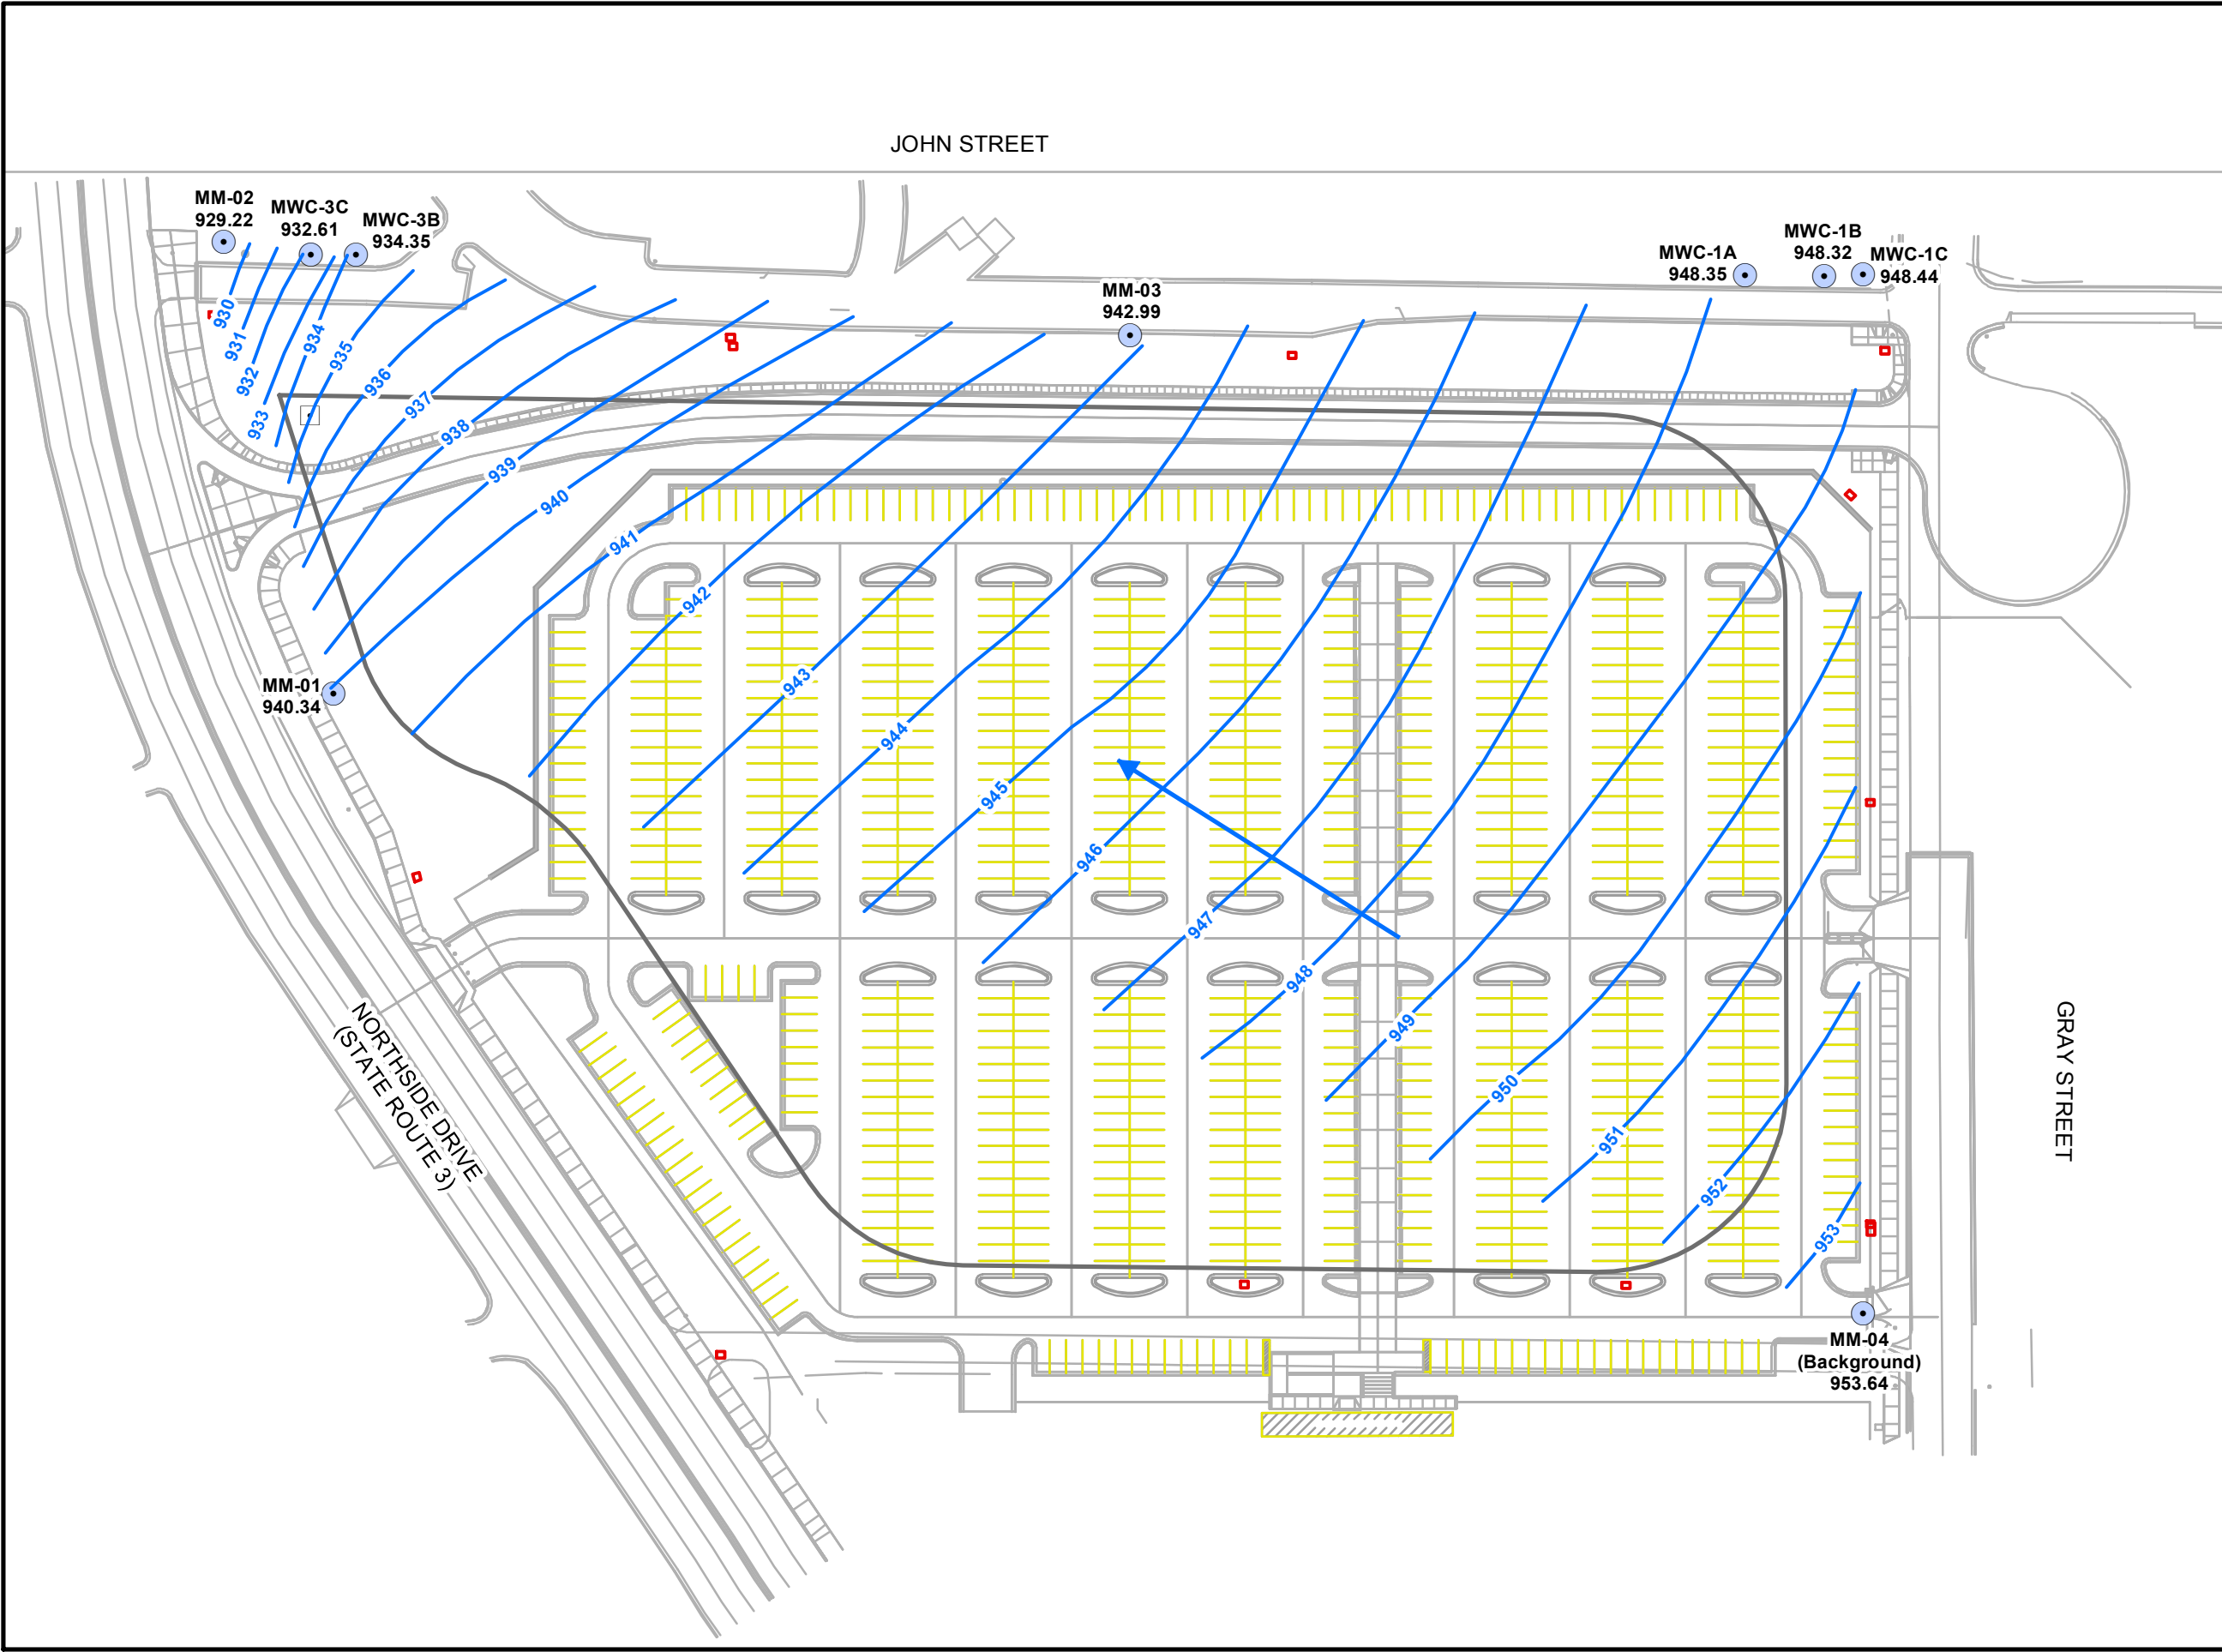 JOHN STREET
MM-02
929.22
MWC-3C
932.61
MWC-3B
934.35
MM-03
942.99
MWC-1A
948.35
MWC-1B
948.32
MWC-1C
948.44
930
931
932
933
934
935
936
937
938
939
940
941
942
943
944
945
946
947
948
949
950
951
952
953
MM-01
940.34
NORTHSIDE DRIVE
(STATE ROUTE 3)
GRAY STREET
MM-04
(Background)
953.64